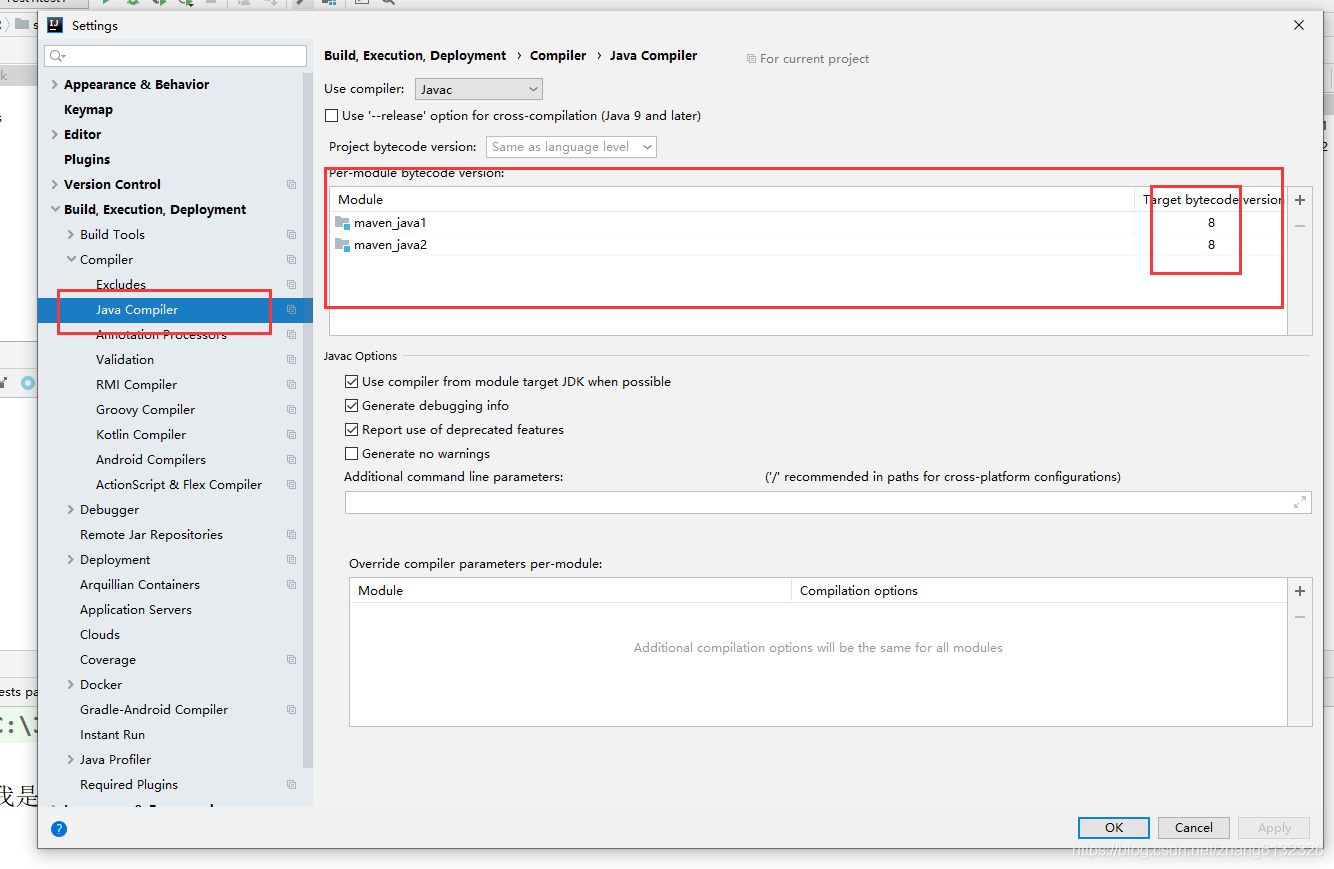 Settings
Appearance & Behavior
Keymap
Editor
Plugins
Version Control
Build, Execution, Deployment
Build Tools
Compiler
Excludes
Java Compiler
Annotation Processors
Validation
RMI Compiler
Groovy Compiler
Kotlin Compiler
Android Compilers
ActionScript & Flex Compiler
Debugger
Remote Jar Repositories
Deployment
Arquillian Containers
Application Servers
Clouds
Coverage
Docker
Gradle-Android Compiler
Instant Run
Java Profiler
Required Plugins
Build, Execution, Deployment › Compiler › Java Compiler
For current project
Use compiler: Javac
Use '--release' option for cross-compilation (Java 9 and later)
Project bytecode version: Same as language level
Per-module bytecode version:
Module Target bytecode version
maven_java1 8
maven_java2 8
Javac Options
Use compiler from module target JDK when possible
Generate debugging info
Report use of deprecated features
Generate no warnings
Additional command line parameters: ('/' recommended in paths for cross-platform configurations)
Override compiler parameters per-module:
Module Compilation options
Additional compilation options will be the same for all modules
OK Cancel Apply
ests pa
C:\J
我是
https://blog.csdn.net/zhang6132326